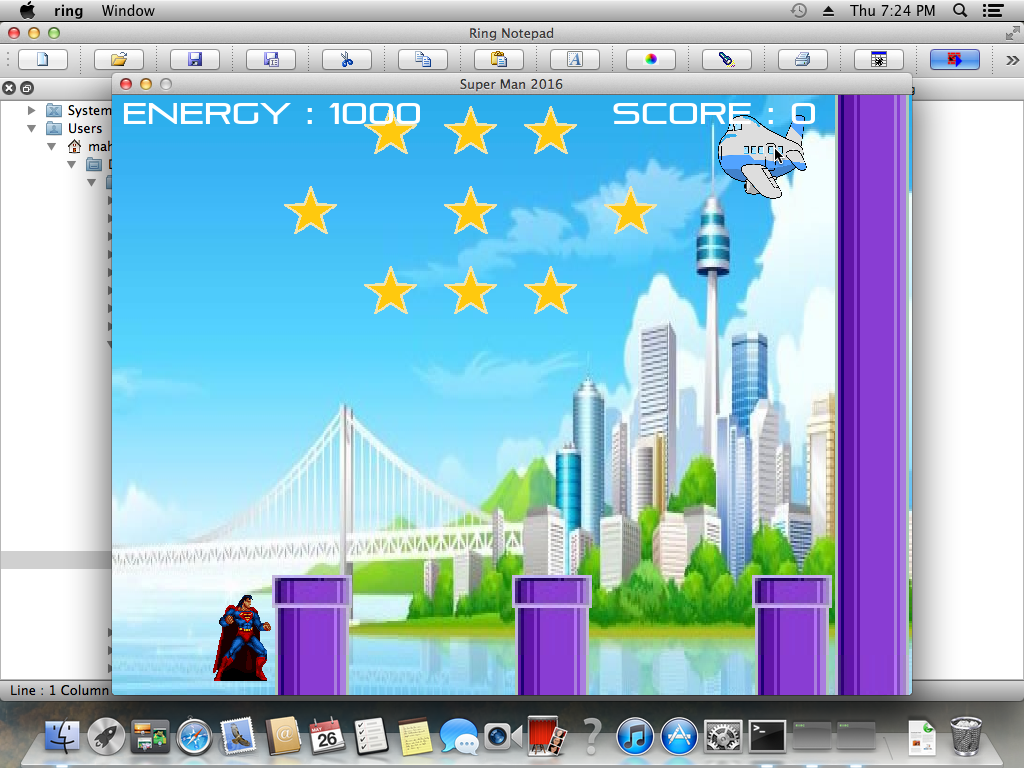 ring Window Thu 7:24 PM
Ring Notepad
Super Man 2016
ENERGY : 1000 SCORE : 0
System
Users
mah
Line : 1 Column
MAY
26